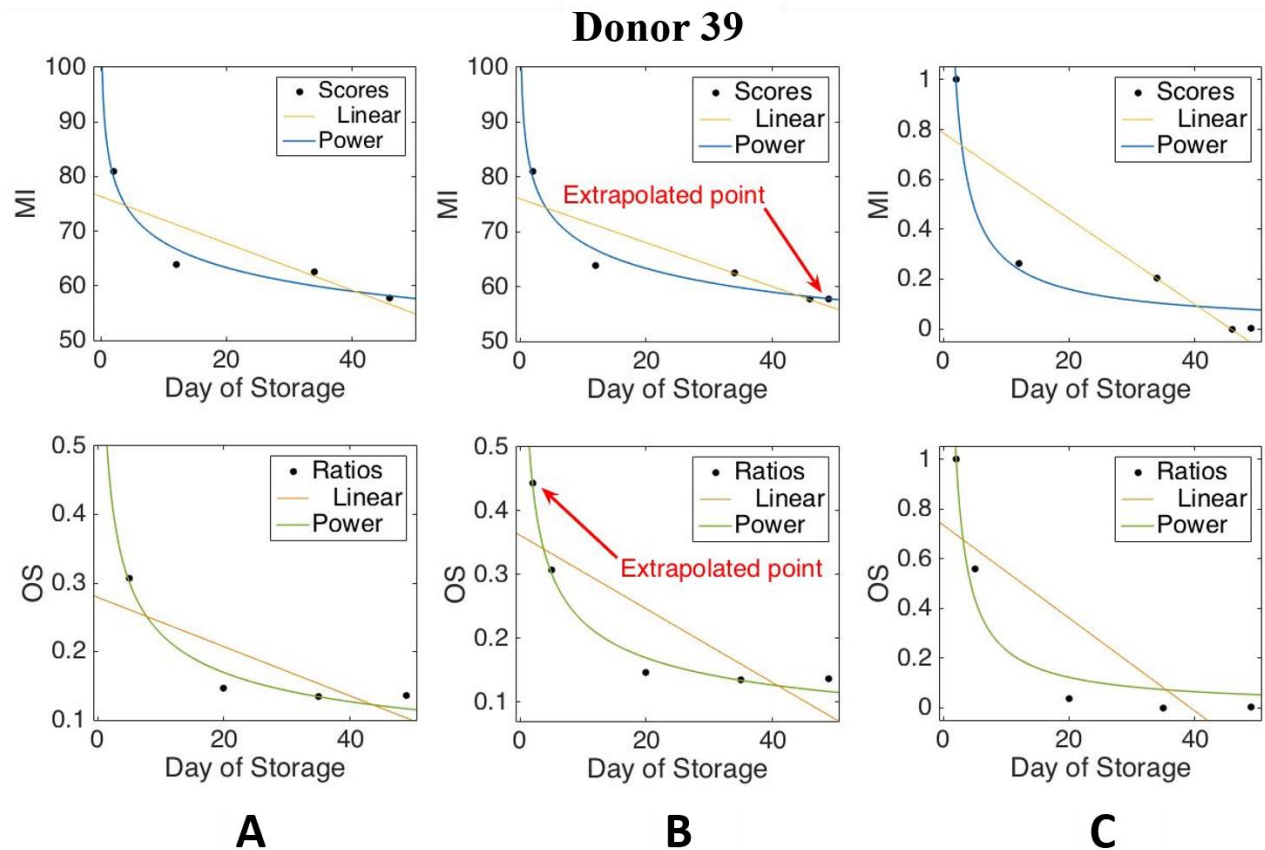 Donor 39
100
90
80
70
60
50
MI
0
20
40
Day of Storage
Scores
Linear
Power
100
90
80
70
60
50
MI
0
20
40
Day of Storage
Scores
Linear
Power
Extrapolated point
1
0.8
0.6
0.4
0.2
0
MI
0
20
40
Day of Storage
Scores
Linear
Power
0.5
0.4
0.3
0.2
0.1
OS
0
20
40
Day of Storage
Ratios
Linear
Power
0.5
0.4
0.3
0.2
0.1
OS
0
20
40
Day of Storage
Ratios
Linear
Power
Extrapolated point
1
0.8
0.6
0.4
0.2
0
OS
0
20
40
Day of Storage
Ratios
Linear
Power
A
B
C